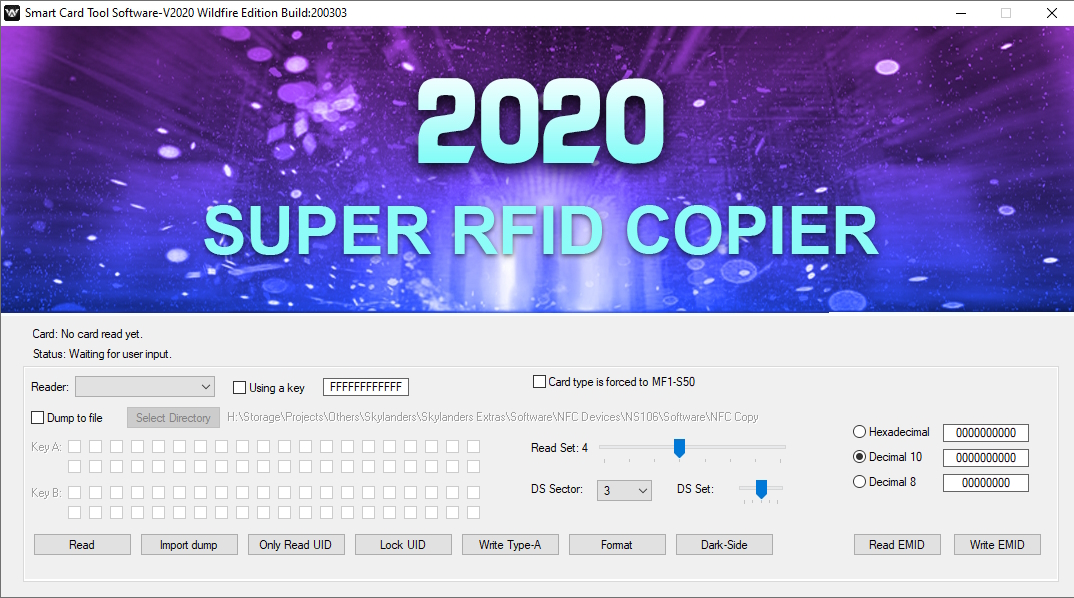 Smart Card Tool Software-V2020 Wildfire Edition Build:200303
2020
SUPER RFID COPIER
Card: No card read yet.
Status: Waiting for user input.
Reader:
Using a key
FFFFFFFFFFFF
Card type is forced to MF1-S50
Dump to file
Select Directory
H:\Storage\Projects\Others\Skylanders\Skylanders Extras\Software\NFC Devices\NS106\Software\NFC Copy
Key A:
Read Set: 4
Hexadecimal
0000000000
Decimal 10
0000000000
Decimal 8
00000000
Key B:
DS Sector:
3
DS Set:
Read
Import dump
Only Read UID
Lock UID
Write Type-A
Format
Dark-Side
Read EMID
Write EMID